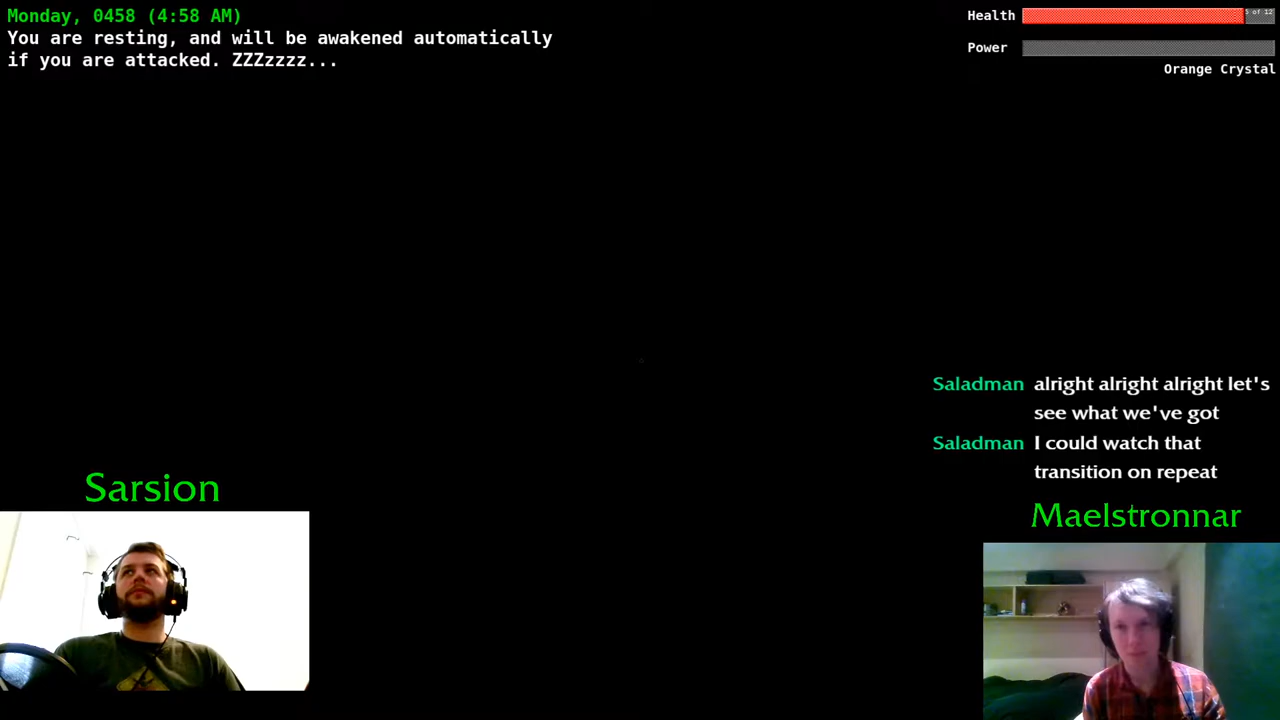 Monday, 0458 (4:58 AM)
You are resting, and will be awakened automatically
if you are attacked. ZZZzzzz...
Health
Power
Orange Crystal
Saladman alright alright alright let's
see what we've got
Saladman I could watch that
transition on repeat
Sarsion
Maelstronnar